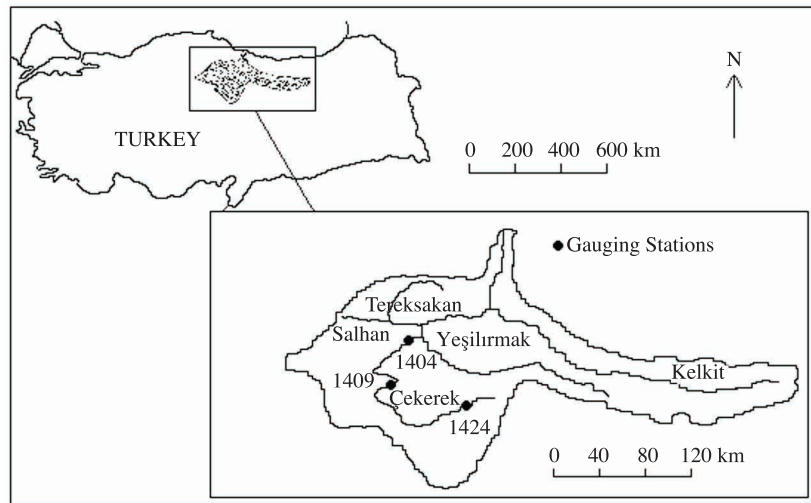 N
TURKEY
0 200 400 600 km
Gauging Stations
Tereksakan
Salhan
Yeşilırmak
1404
Kelkit
1409
Çekerek
1424
0 40 80 120 km